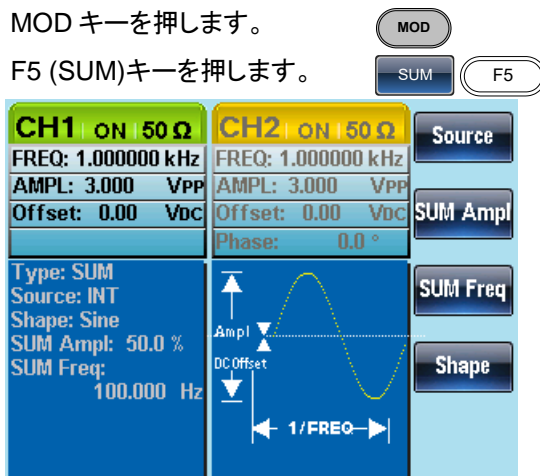 MOD キーを押します。
MOD
F5 (SUM)キーを押します。
SUM
F5
CH1 ON 50 Ω
FREQ: 1.000000 kHz
AMPL: 3.000 VPP
Offset: 0.00 VDC
CH2 ON 50 Ω
FREQ: 1.000000 kHz
AMPL: 3.000 VPP
Offset: 0.00 VDC
Phase: 0.0 °
Source
SUM Ampl
SUM Freq
Shape
Type: SUM
Source: INT
Shape: Sine
SUM Ampl: 50.0 %
SUM Freq:
100.000 Hz
Ampl
DC Offset
1/FREQ